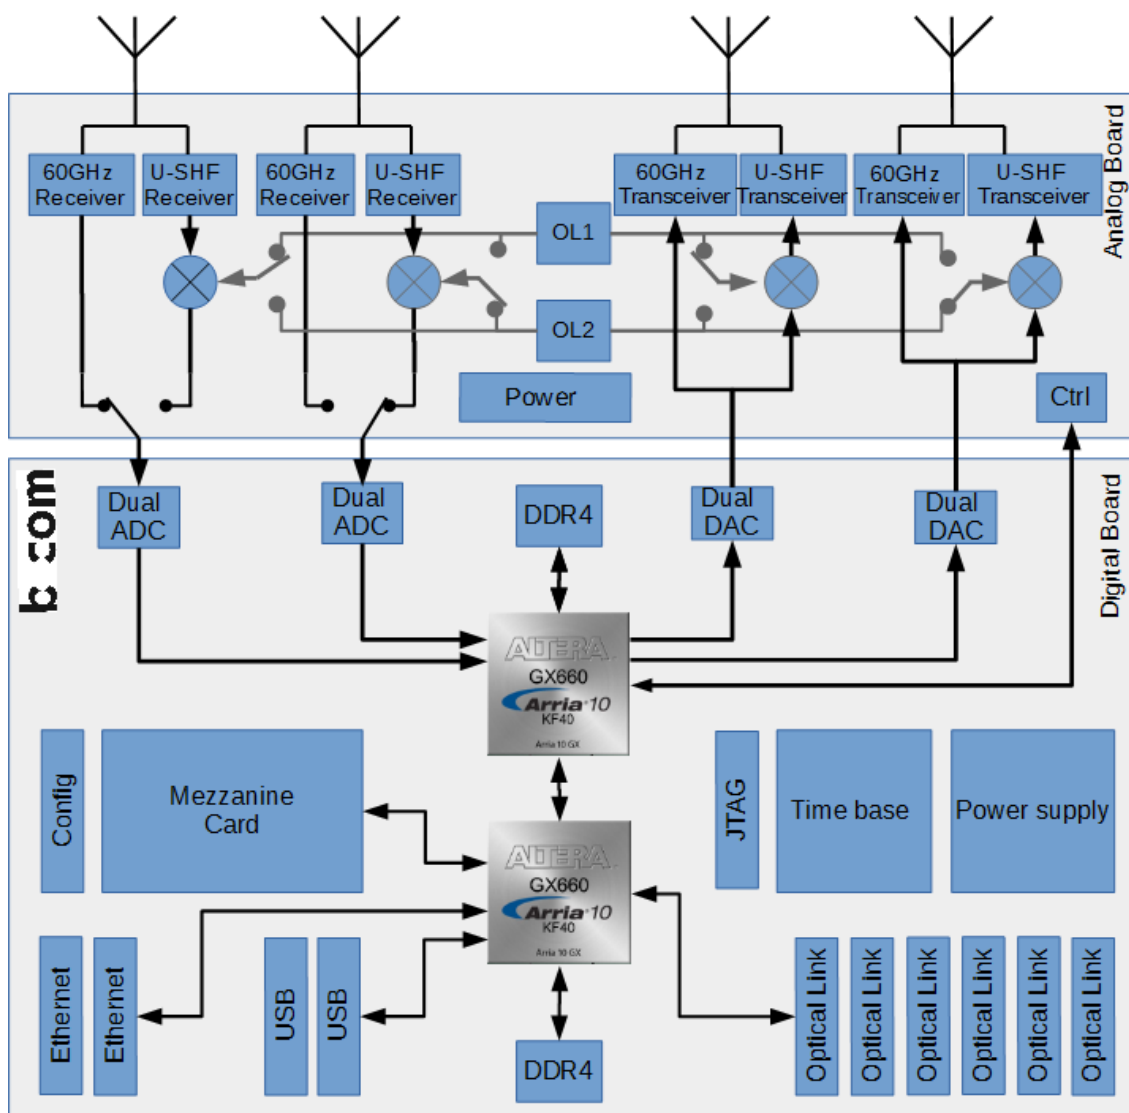 Analog Board
60GHz
Receiver
U-SHF
Receiver
60GHz
Receiver
U-SHF
Receiver
60GHz
Transceiver
U-SHF
Transceiver
60GHz
Transceiver
U-SHF
Transceiver
OL1
OL2
Power
Ctrl
b com
Digital Board
Dual
ADC
Dual
ADC
DDR4
Dual
DAC
Dual
DAC
ALTERA
GX660
Arria 10
KF40
Arria 10 GX
Config
Mezzanine
Card
JTAG
Time base
Power supply
ALTERA
GX660
Arria 10
KF40
Arria 10 GX
Ethernet
Ethernet
USB
USB
DDR4
Optical Link
Optical Link
Optical Link
Optical Link
Optical Link
Optical Link